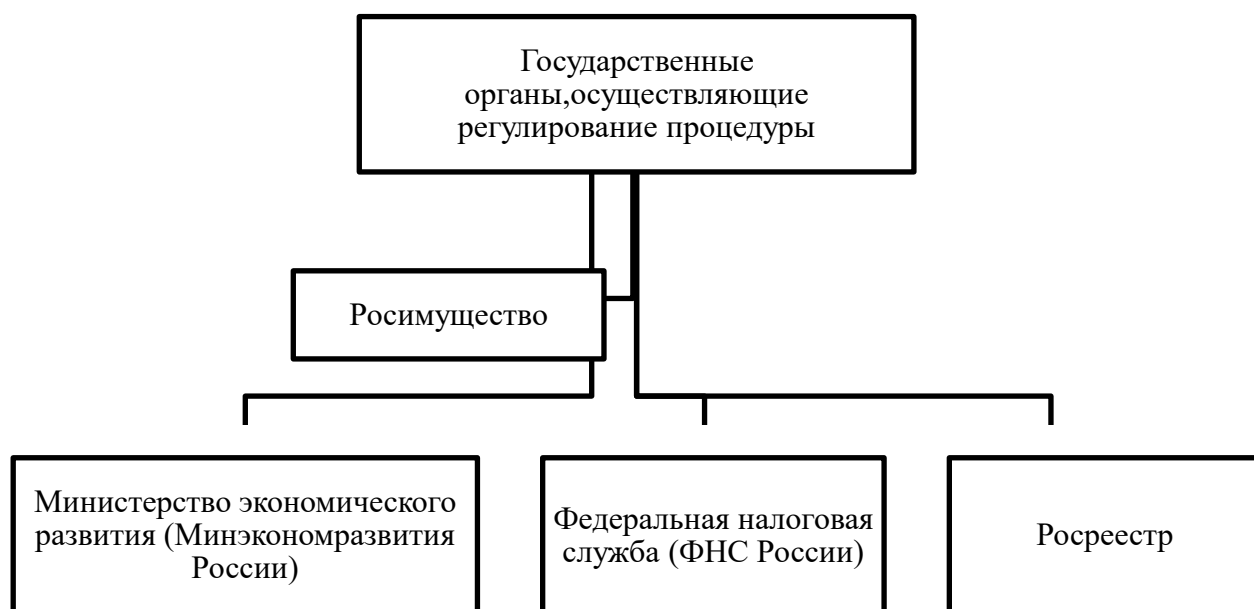 Государственные
органы,осуществляющие
регулирование процедуры
Росимущество
Министерство экономического
развития (Минэкономразвития
России)
Федеральная налоговая
служба (ФНС России)
Росреестр